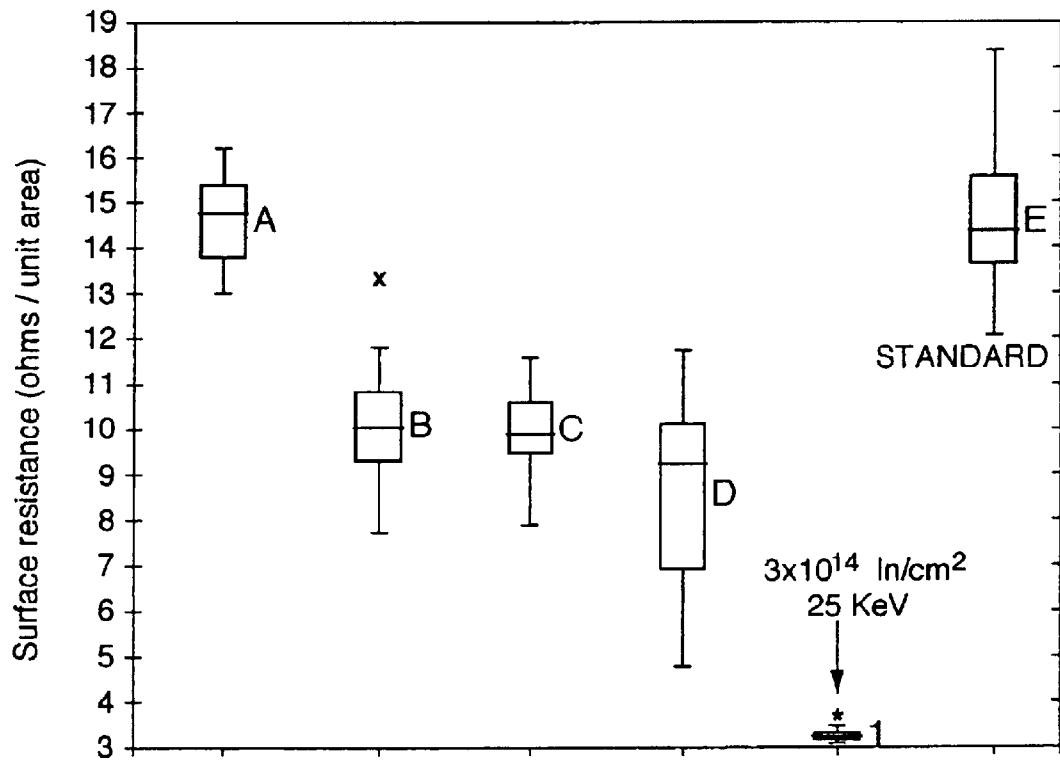 Surface resistance (ohms / unit area)
19
18
17
16
15
14
13
12
11
10
9
8
7
6
5
4
3
A
x
B
C
D
3x10¹⁴ In/cm²
25 KeV
*
1
E
STANDARD